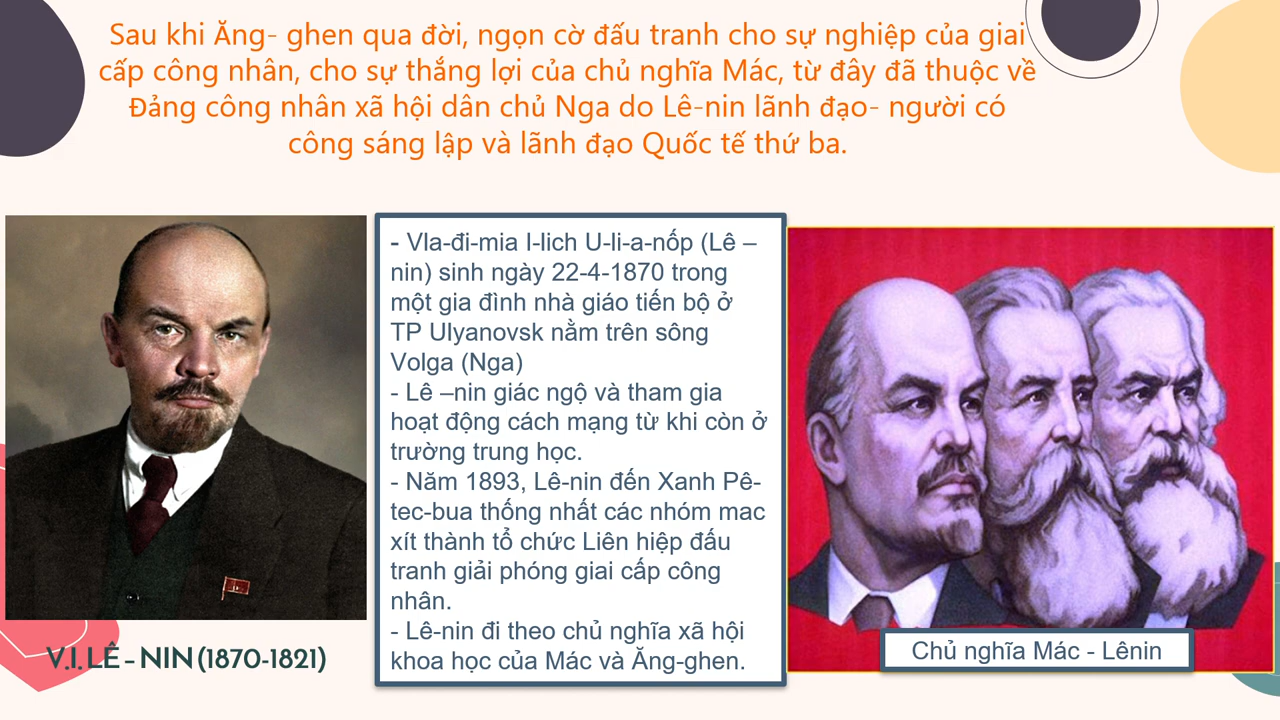 Sau khi Ăng- ghen qua đời, ngọn cờ đấu tranh cho sự nghiệp của giai
cấp công nhân, cho sự thắng lợi của chủ nghĩa Mác, từ đây đã thuộc về
Đảng công nhân xã hội dân chủ Nga do Lê-nin lãnh đạo- người có
công sáng lập và lãnh đạo Quốc tế thứ ba.
- Vla-đi-mia I-lich U-li-a-nốp (Lê –
nin) sinh ngày 22-4-1870 trong
một gia đình nhà giáo tiến bộ ở
TP Ulyanovsk nằm trên sông
Volga (Nga)
- Lê –nin giác ngộ và tham gia
hoạt động cách mạng từ khi còn ở
trường trung học.
- Năm 1893, Lê-nin đến Xanh Pê-
tec-bua thống nhất các nhóm mac
xít thành tổ chức Liên hiệp đấu
tranh giải phóng giai cấp công
nhân.
- Lê-nin đi theo chủ nghĩa xã hội
khoa học của Mác và Ăng-ghen.
V.I. LÊ – NIN (1870-1821)
Chủ nghĩa Mác - Lênin